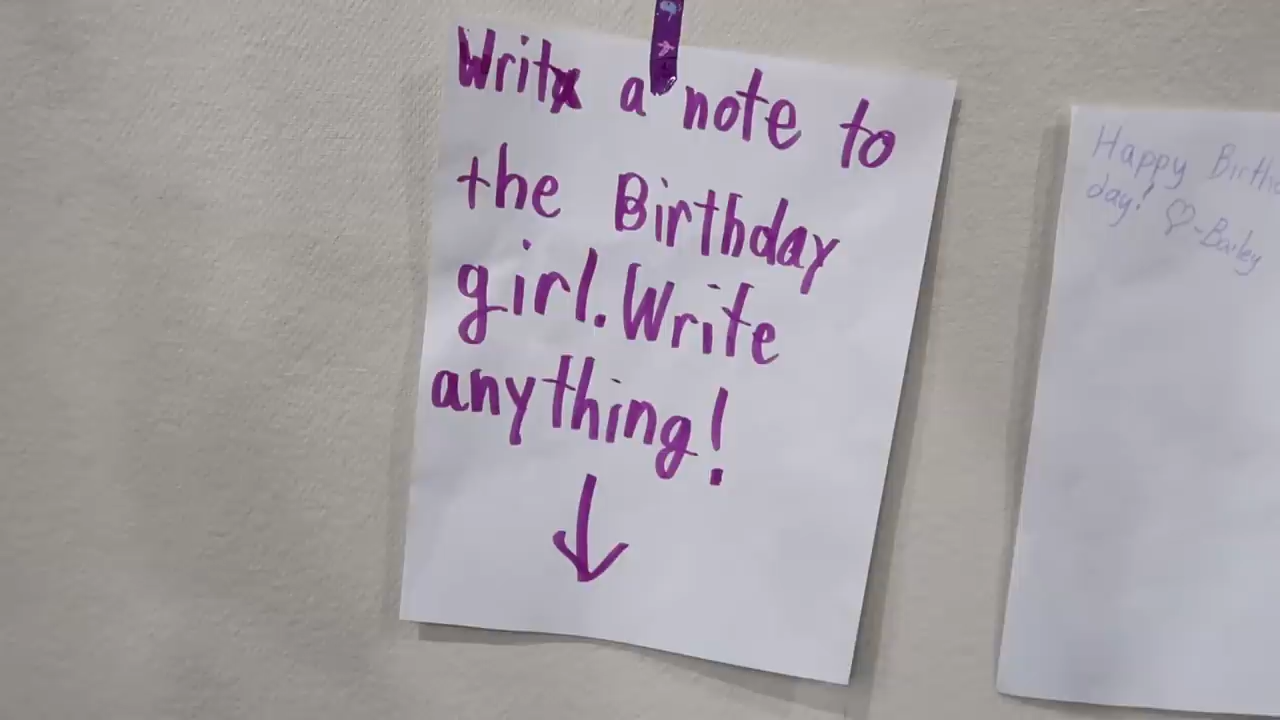 Write a note to
the Birthday
girl. Write
anything!
Happy Birth
day! ♡-Bailey